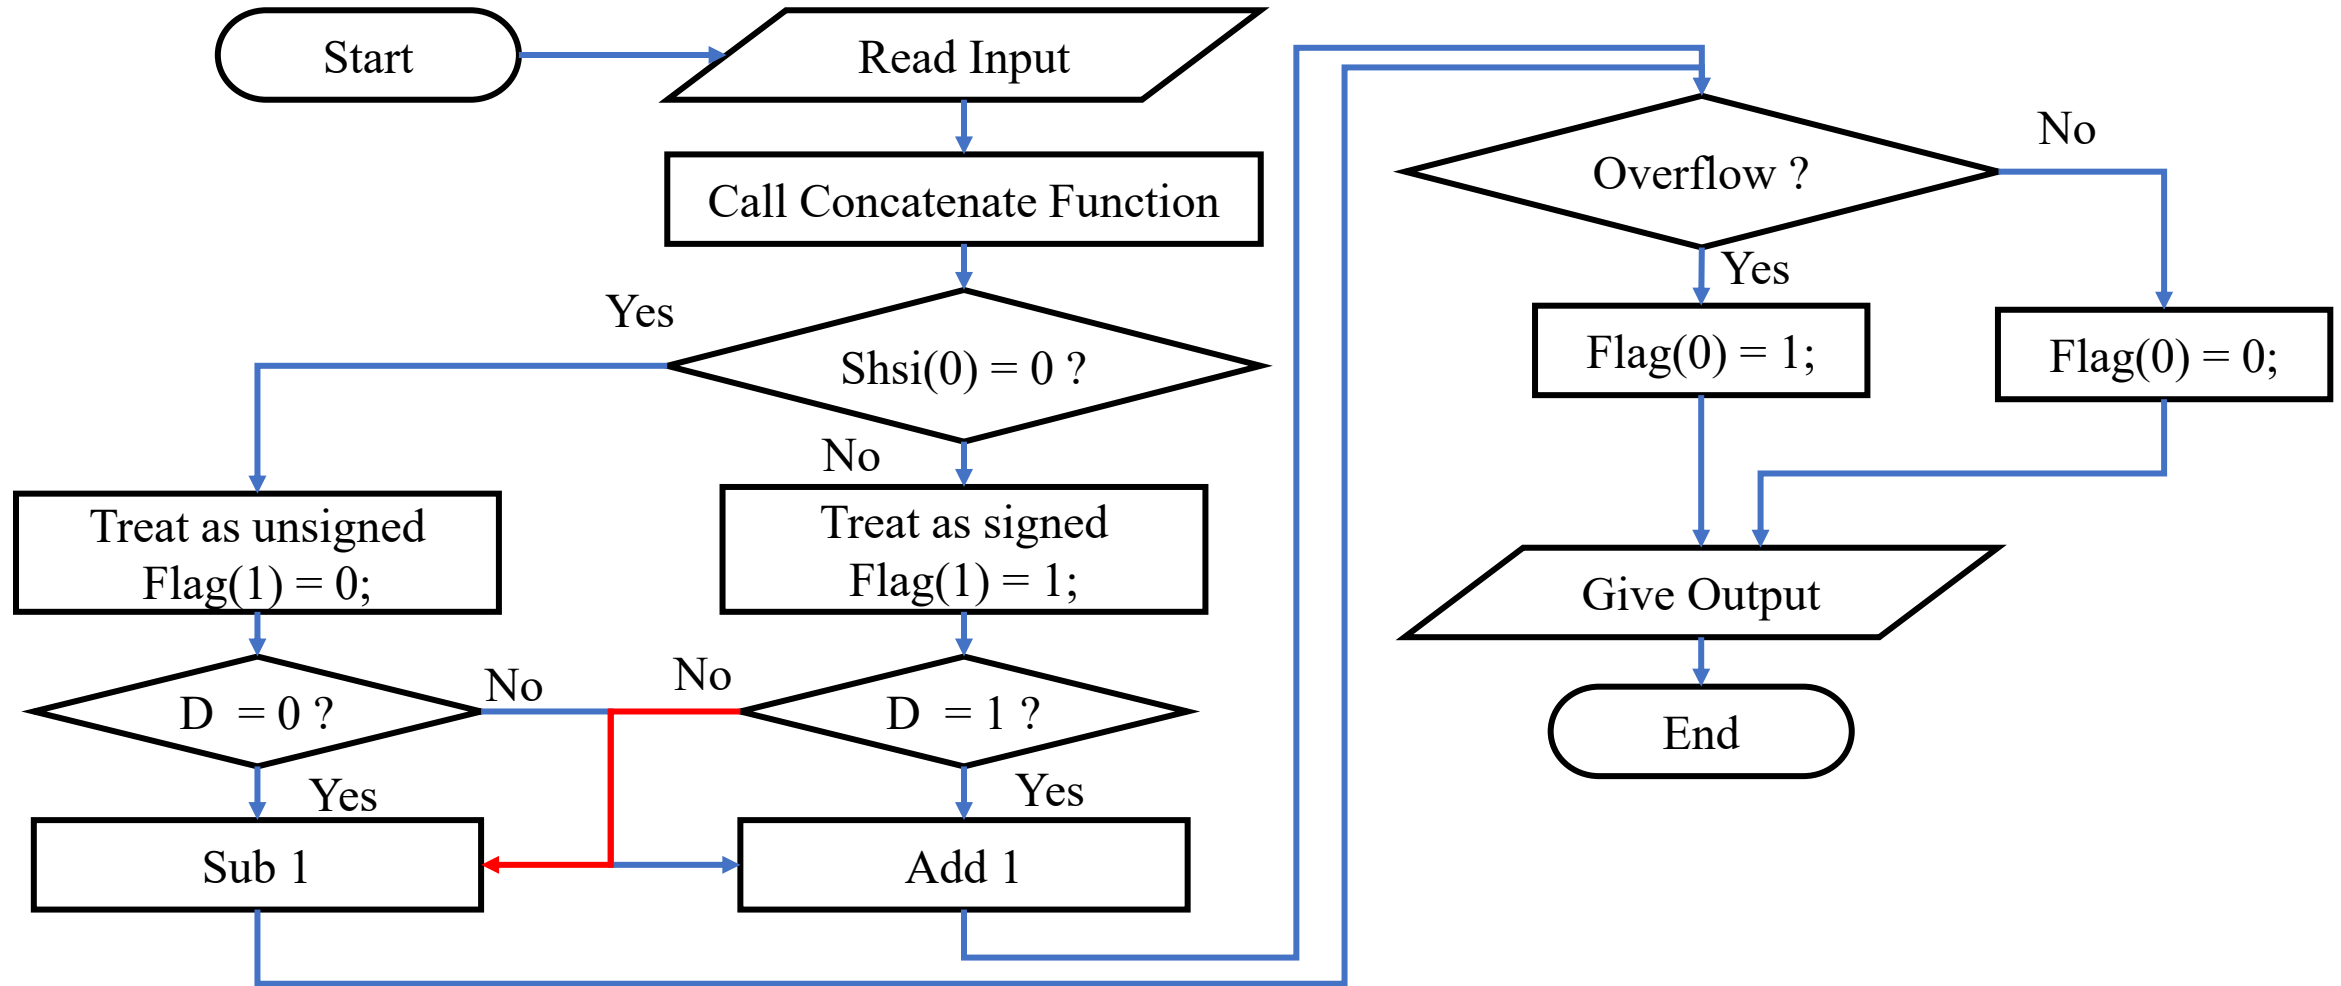 Start
Read Input
Call Concatenate Function
Shsi(0) = 0 ?
Yes
No
Treat as unsigned
Flag(1) = 0;
Treat as signed
Flag(1) = 1;
D  = 0 ?
No
Yes
No
D  = 1 ?
Yes
Sub 1
Add 1
Overflow ?
No
Yes
Flag(0) = 1;
Flag(0) = 0;
Give Output
End